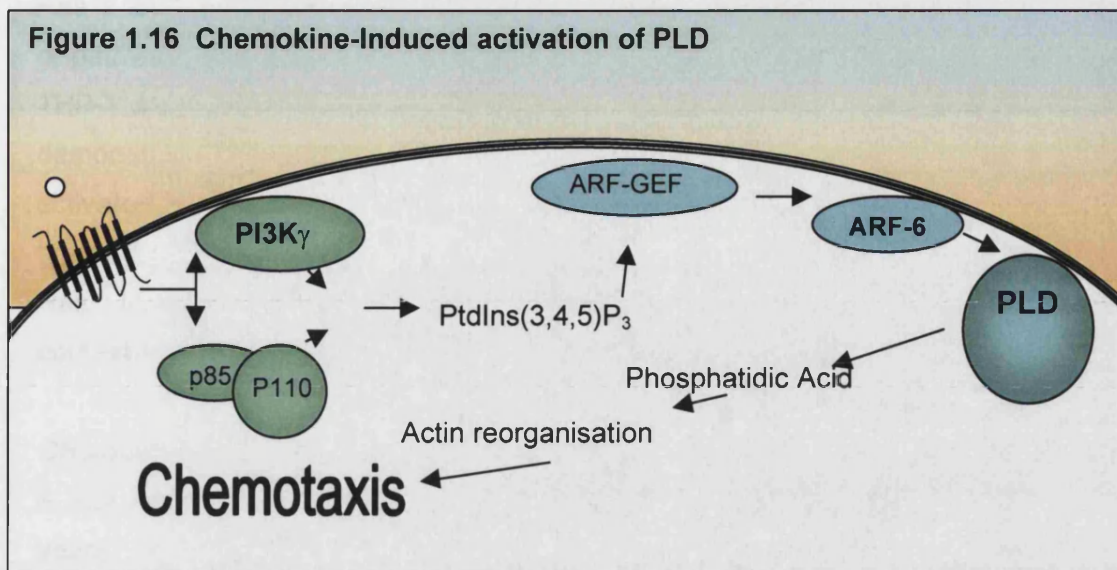 Figure 1.16 Chemokine-Induced activation of PLD
ARF-GEF
PI3Kγ
ARF-6
PLD
PtdIns(3,4,5)P₃
p85
P110
Phosphatidic Acid
Actin reorganisation
Chemotaxis